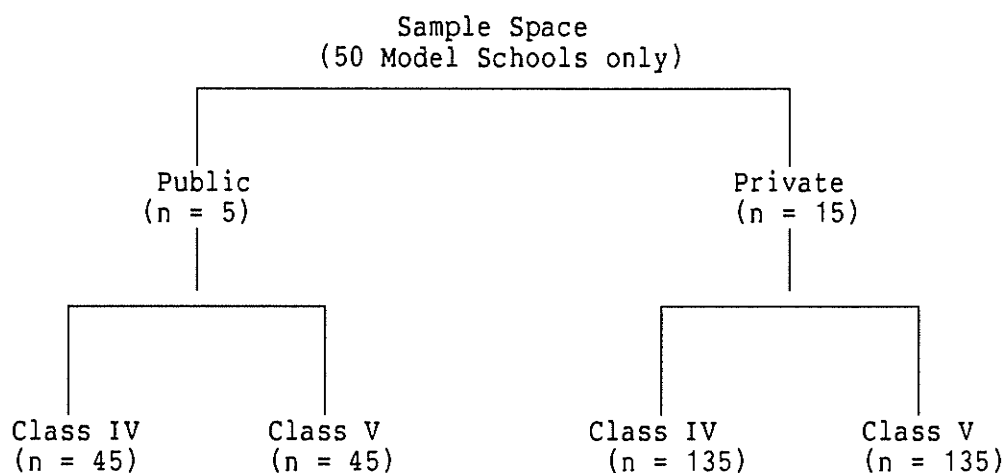 Sample Space
(50 Model Schools only)
Public
(n = 5)
Private
(n = 15)
Class IV
(n = 45)
Class V
(n = 45)
Class IV
(n = 135)
Class V
(n = 135)